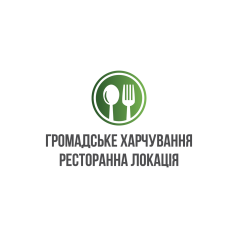 ГРОМАДСЬКЕ ХАРЧУВАННЯ
РЕСТОРАННА ЛОКАЦІЯ